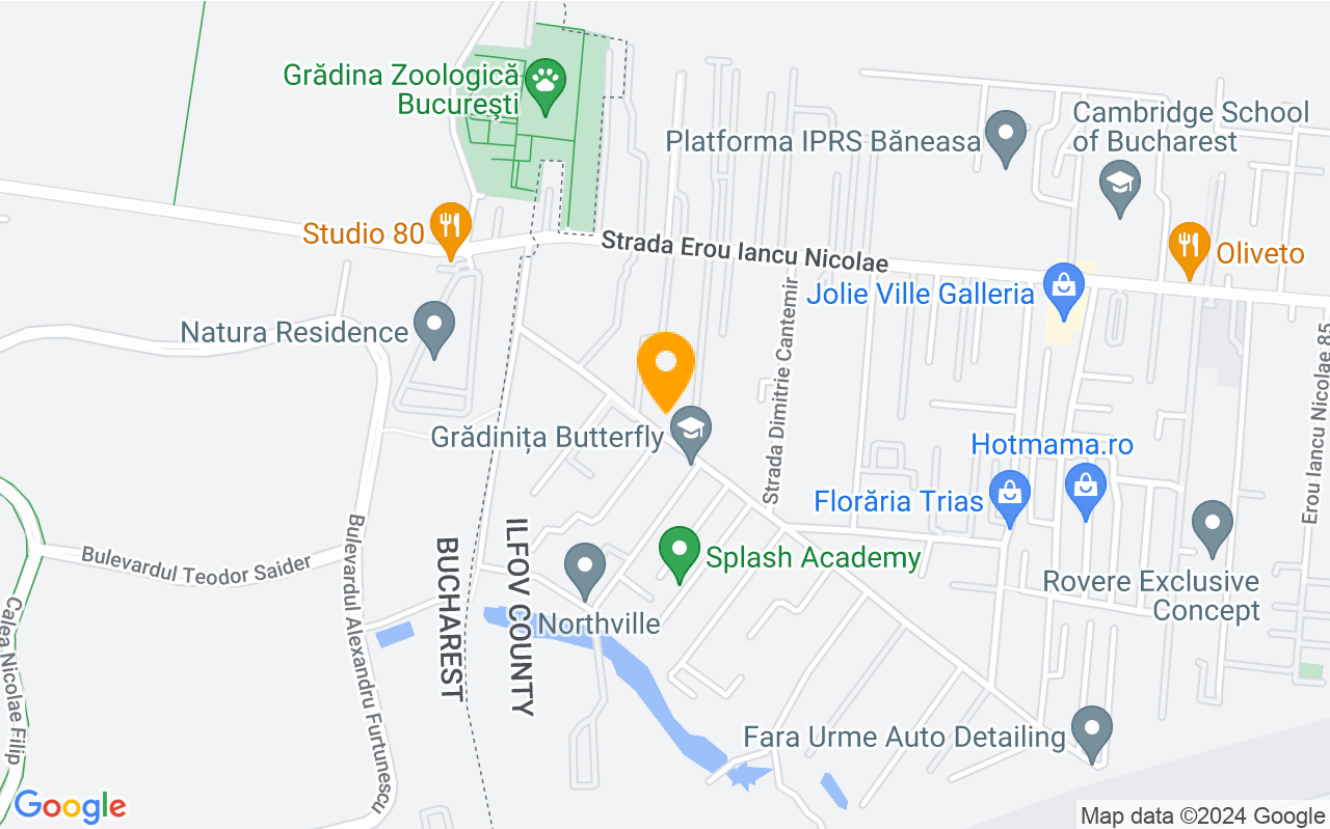 Grădina Zoologică
București
Platforma IPRS Băneasa
Cambridge School
of Bucharest
Studio 80
Strada Erou Iancu Nicolae
Oliveto
Jolie Ville Galleria
Natura Residence
Strada Dimitrie Cantemir
Erou Iancu Nicolae 85
Grădinița Butterfly
Hotmama.ro
Florăria Trias
Bulevardul Teodor Saider
Bulevardul Alexandru Furtunescu
BUCHAREST
ILFOV COUNTY
Splash Academy
Rovere Exclusive
Concept
Northville
Calea Nicolae Filip
Fara Urme Auto Detailing
Google
Map data ©2024 Google